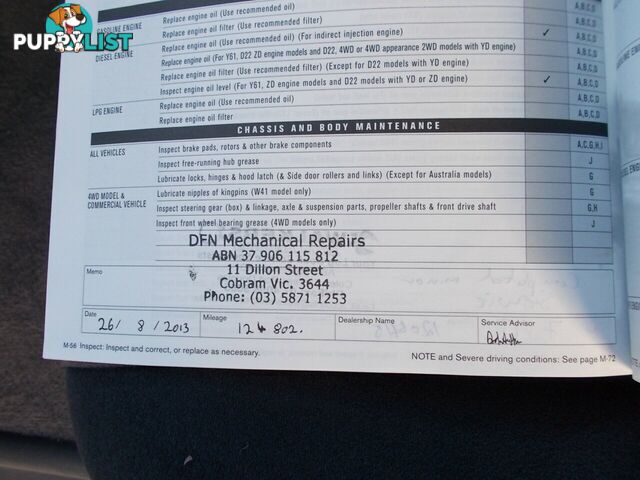 PUPPYLIST
Replace engine oil (Use recommended oil) A,B,C,D
GASOLINE ENGINE Replace engine oil filter A,B,C,D
DIESEL ENGINE Replace engine oil (Use recommended oil) (For indirect injection engine) ✓ A,B,C,D
Replace engine oil (For Y61, D22 ZD engine models and D22, 4WD or 4WD appearance 2WD models with YD engine) A,B,C,D
Replace engine oil filter (Use recommended filter) (Except for D22 models with YD engine) A,B,C,D
Inspect engine oil level (For Y61, ZD engine models and D22 models with YD or ZD engine) ✓ A,B,C,D
LPG ENGINE Replace engine oil (Use recommended oil) A,B,C,D
Replace engine oil filter A,B,C,D
CHASSIS AND BODY MAINTENANCE
ALL VEHICLES Inspect brake pads, rotors & other brake components A,C,G,H,I
Inspect free-running hub grease J
Lubricate locks, hinges & hood latch (& Side door rollers and links) (Except for Australia models) G
4WD MODEL & Lubricate nipples of kingpins (W41 model only) G
COMMERCIAL VEHICLE Inspect steering gear (box) & linkage, axle & suspension parts, propeller shafts & front drive shaft G,H
Inspect front wheel bearing grease (4WD models only) J
DFN Mechanical Repairs
ABN 37 906 115 812
Memo 11 Dillon Street
Cobram Vic. 3644
Phone: (03) 5871 1253
Date 26/8/2013 Mileage 124 802. Dealership Name Service Advisor
M-56 Inspect: Inspect and correct, or replace as necessary. NOTE and Severe driving conditions: See page M-72